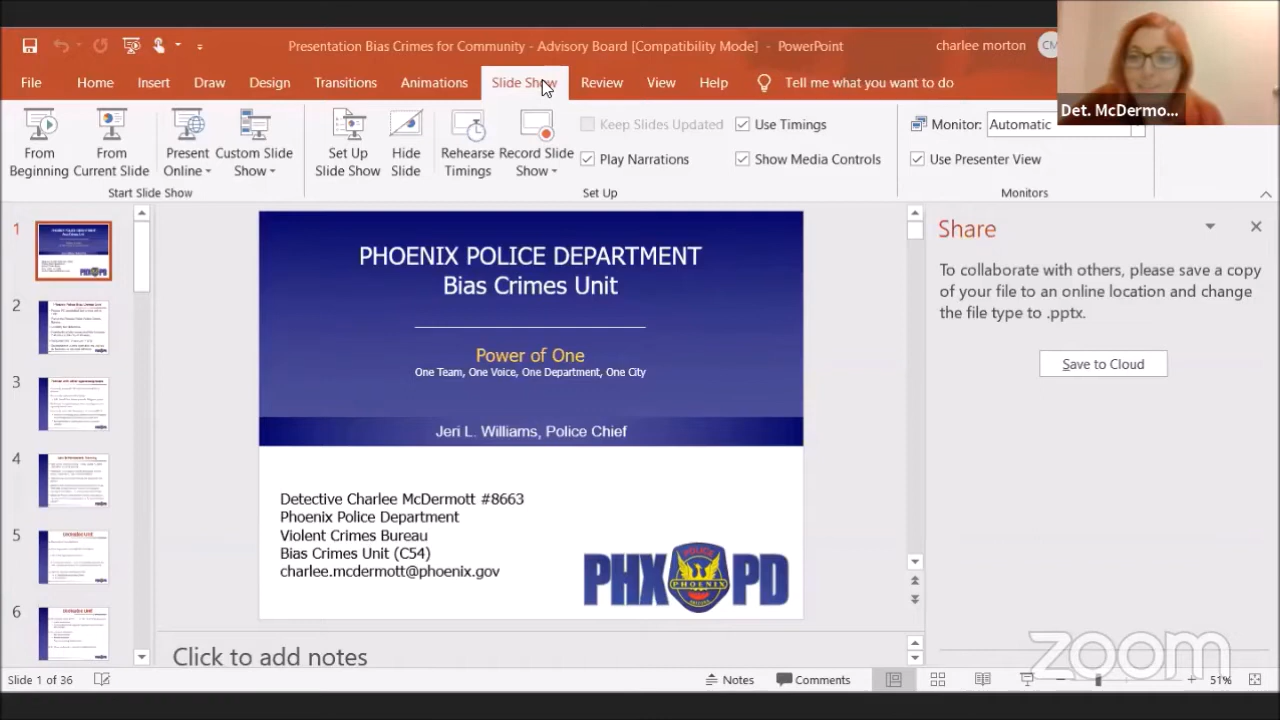 Presentation Bias Crimes for Community - Advisory Board [Compatibility Mode] - PowerPoint
charlee morton
CM
Det. McDermo...
File Home Insert Draw Design Transitions Animations Slide Show Review View Help Tell me what you want to do
From Beginning
From Current Slide
Present Online
Custom Slide Show
Start Slide Show
Set Up Slide Show
Hide Slide
Rehearse Timings
Record Slide Show
Keep Slides Updated
Play Narrations
Use Timings
Show Media Controls
Set Up
Monitor: Automatic
Use Presenter View
Monitors
1
2
3
4
5
6
PHOENIX POLICE DEPARTMENT
Bias Crimes Unit
Power of One
One Team, One Voice, One Department, One City
Jeri L. Williams, Police Chief
Detective Charlee McDermott #8663
Phoenix Police Department
Violent Crimes Bureau
Bias Crimes Unit (C54)
charlee.mcdermott@phoenix.gov
PHX PD
POLICE
PHOENIX
Share
To collaborate with others, please save a copy
of your file to an online location and change
the file type to .pptx.
Save to Cloud
Click to add notes
zoom
Slide 1 of 36
Notes
Comments
51%